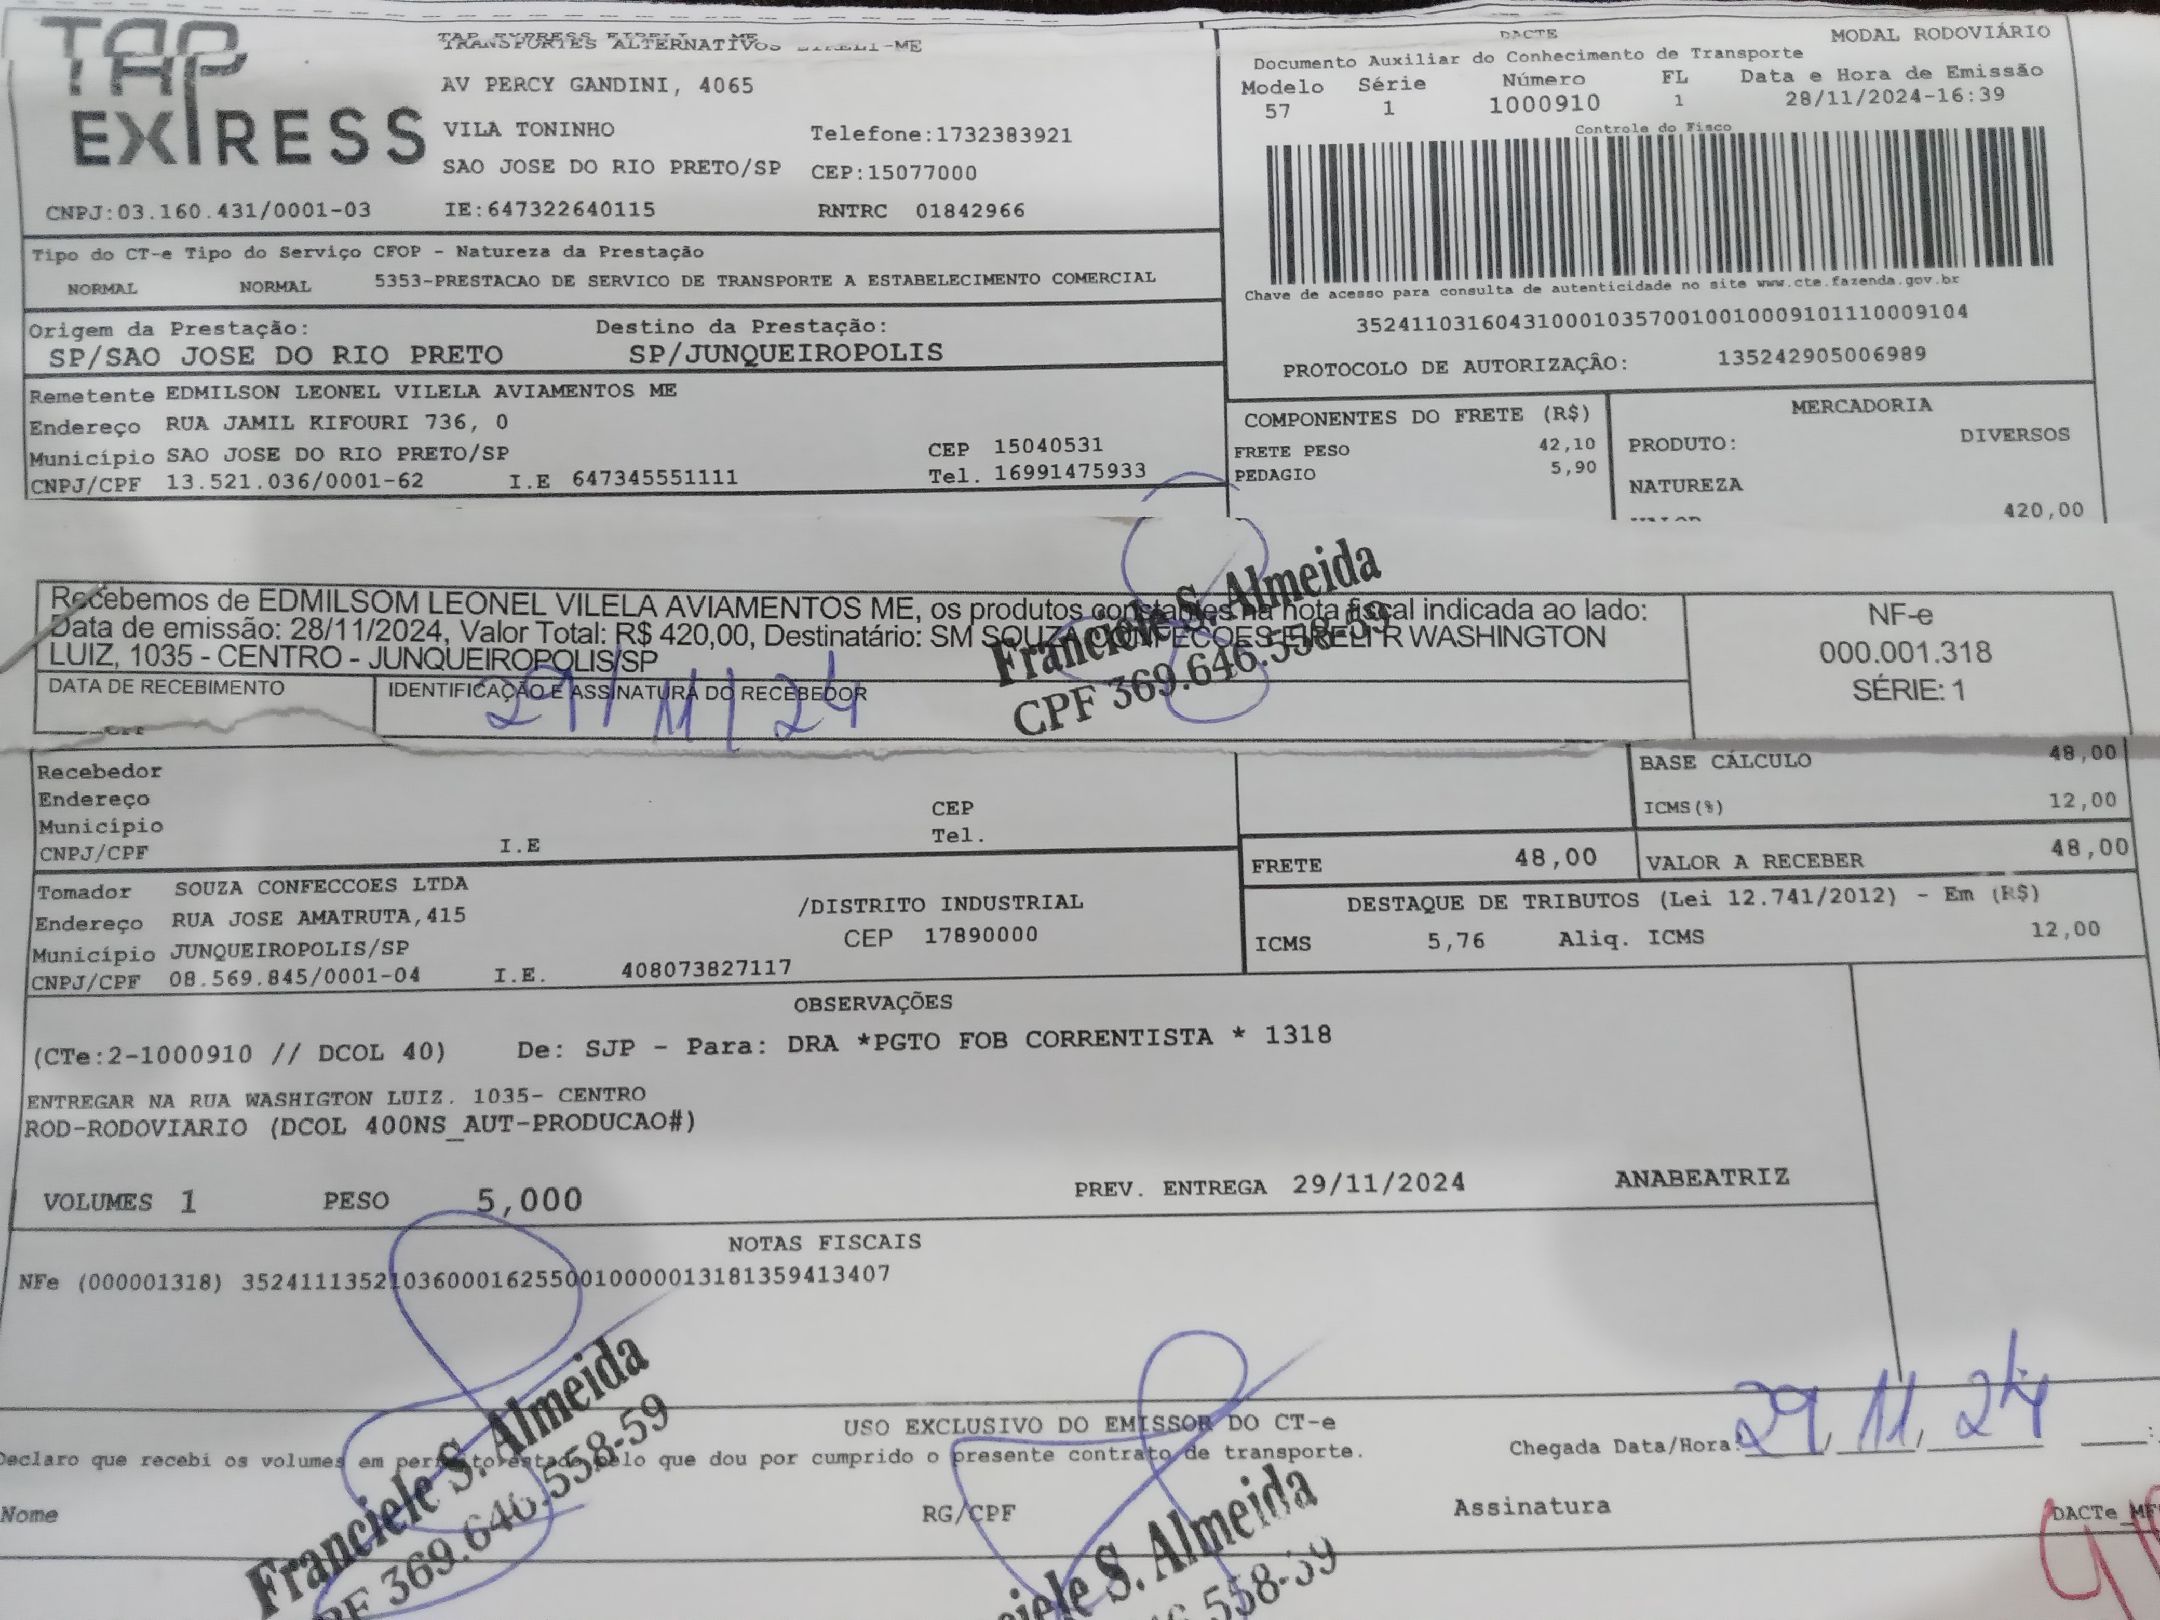 TAP EXPRESS
TRANSPORTES ALTERNATIVOS EIRELI-ME
AV PERCY GANDINI, 4065
VILA TONINHO Telefone:1732383921
SAO JOSE DO RIO PRETO/SP CEP:15077000
CNPJ:03.160.431/0001-03 IE:647322640115 RNTRC 01842966
DACTE MODAL RODOVIÁRIO
Documento Auxiliar do Conhecimento de Transporte
Modelo Série Número FL Data e Hora de Emissão
57 1 1000910 1 28/11/2024-16:39
Controle do Fisco
Chave de acesso para consulta de autenticidade no site www.cte.fazenda.gov.br
35241103160431000103570010010009101110009104
PROTOCOLO DE AUTORIZAÇÃO: 135242905006989
Tipo do CT-e Tipo do Serviço CFOP - Natureza da Prestação
NORMAL NORMAL 5353-PRESTACAO DE SERVICO DE TRANSPORTE A ESTABELECIMENTO COMERCIAL
Origem da Prestação: Destino da Prestação:
SP/SAO JOSE DO RIO PRETO SP/JUNQUEIROPOLIS
Remetente EDMILSON LEONEL VILELA AVIAMENTOS ME
Endereço RUA JAMIL KIFOURI 736, 0
Município SAO JOSE DO RIO PRETO/SP CEP 15040531
CNPJ/CPF 13.521.036/0001-62 I.E 647345551111 Tel. 16991475933
COMPONENTES DO FRETE (R$)
FRETE PESO 42,10
PEDAGIO 5,90
MERCADORIA
PRODUTO: DIVERSOS
NATUREZA
420,00
Recebemos de EDMILSOM LEONEL VILELA AVIAMENTOS ME, os produtos constantes na nota fiscal indicada ao lado:
Data de emissão: 28/11/2024, Valor Total: R$ 420,00, Destinatário: SM SOUZA CONFECCOES EIRELI R WASHINGTON
LUIZ, 1035 - CENTRO - JUNQUEIROPOLIS/SP
DATA DE RECEBIMENTO IDENTIFICAÇÃO E ASSINATURA DO RECEBEDOR
29/11/24
Franciele S. Almeida
CPF 369.646.558-59
NF-e
000.001.318
SÉRIE: 1
Recebedor
Endereço
Município CEP
CNPJ/CPF I.E Tel.
BASE CÁLCULO 48,00
ICMS(%) 12,00
FRETE 48,00 VALOR A RECEBER 48,00
Tomador SOUZA CONFECCOES LTDA
Endereço RUA JOSE AMATRUTA,415 /DISTRITO INDUSTRIAL
Município JUNQUEIROPOLIS/SP CEP 17890000
CNPJ/CPF 08.569.845/0001-04 I.E. 408073827117
DESTAQUE DE TRIBUTOS (Lei 12.741/2012) - Em (R$)
ICMS 5,76 Aliq. ICMS 12,00
OBSERVAÇÕES
(CTe:2-1000910 // DCOL 40) De: SJP - Para: DRA *PGTO FOB CORRENTISTA * 1318
ENTREGAR NA RUA WASHIGTON LUIZ. 1035- CENTRO
ROD-RODOVIARIO (DCOL 400NS_AUT-PRODUCAO#)
VOLUMES 1 PESO 5,000 PREV. ENTREGA 29/11/2024 ANABEATRIZ
NOTAS FISCAIS
NFe (000001318) 35241113521036000162550010000013181359413407
USO EXCLUSIVO DO EMISSOR DO CT-e
Declaro que recebi os volumes em perfeito estado pelo que dou por cumprido o presente contrato de transporte.
Chegada Data/Hora: 29/11/24
Nome RG/CPF Assinatura
Franciele S. Almeida
PF 369.646.558-59
ciele S. Almeida
558-59